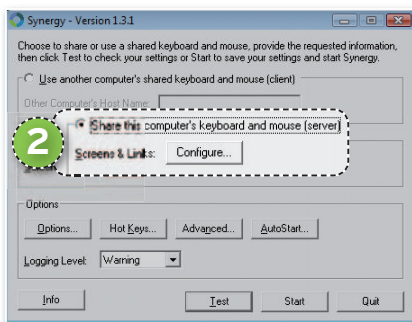 Synergy - Version 1.3.1
Choose to share or use a shared keyboard and mouse, provide the requested information,
then click Test to check your settings or Start to save your settings and start Synergy.
Use another computer's shared keyboard and mouse (client)
Other Computer's Host Name:
Share this computer's keyboard and mouse (server)
2
Screens & Links: Configure...
Options
Options... Hot Keys... Advanced... AutoStart...
Logging Level: Warning
Info Test Start Quit